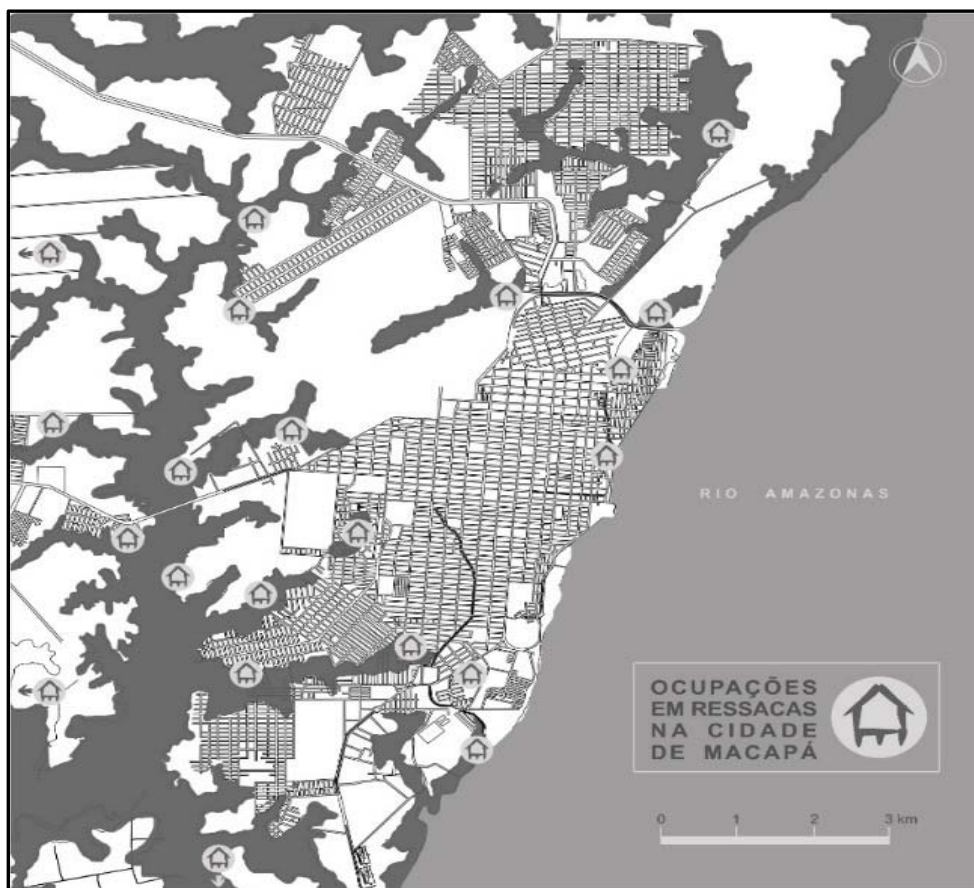 RIO AMAZONAS
OCUPAÇÕES
EM RESSACAS
NA CIDADE
DE MACAPÁ
0 1 2 3 km